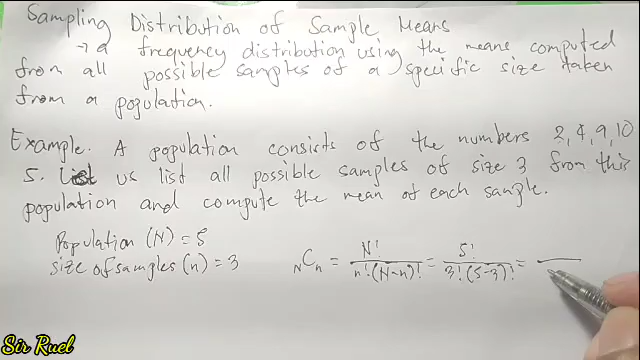 Sampling Distribution of Sample Means
→ a frequency distribution using the means computed
from all possible samples of a specific size taken
from a population.
Example. A population consists of the numbers 2, 4, 9, 10
5. Let us list all possible samples of size 3 from this
population and compute the mean of each sample.
Population (N) = 5
size of samples (n) = 3
NCn = N! / n!(N-n)! = 5! / 3!(5-3)! =
Sir Ruel